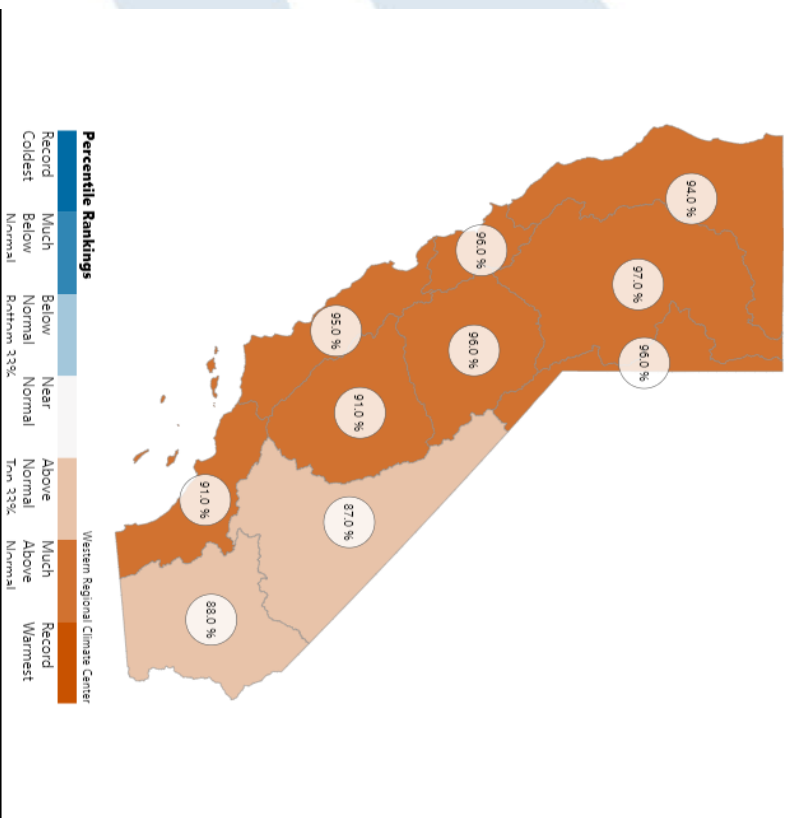 94.0 %
97.0 %
96.0 %
96.0 %
96.0 %
95.0 %
91.0 %
87.0 %
91.0 %
88.0 %
Percentile Rankings
Western Regional Climate Center
Record Much Below Near Above Much Record
Coldest Below Normal Normal Normal Above Warmest
Normal Bottom 33% Top 33% Normal